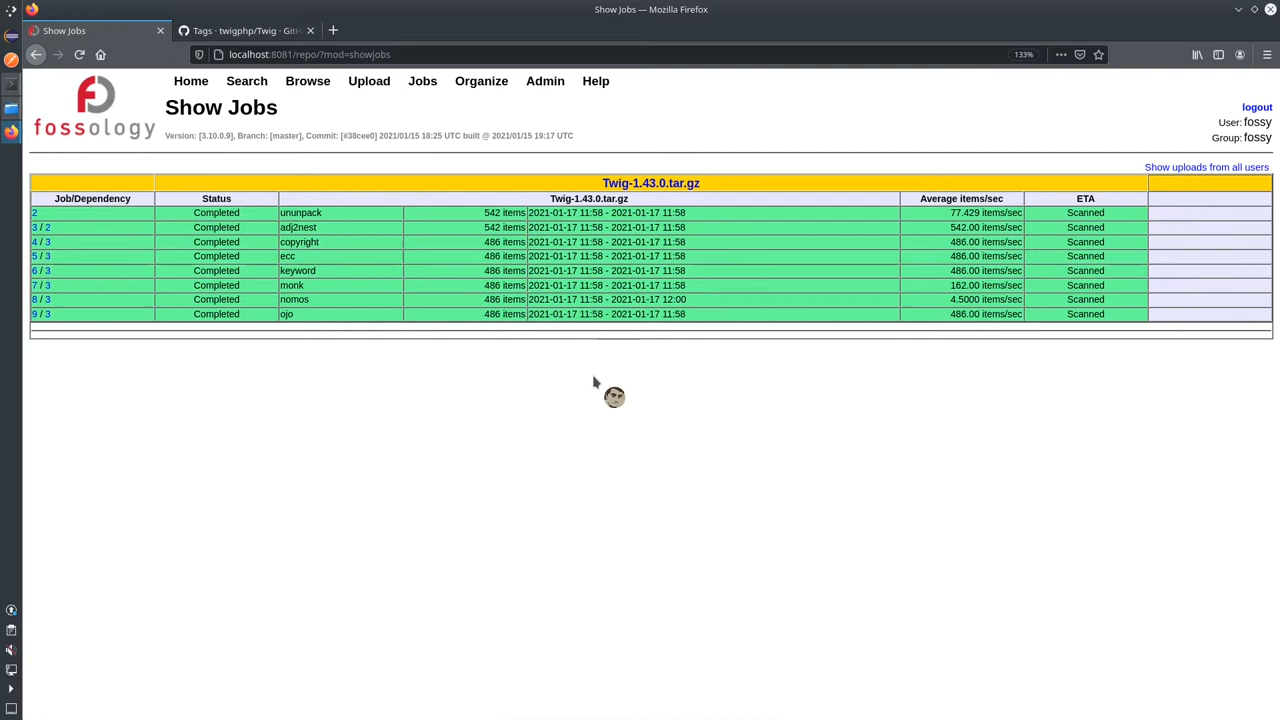 Show Jobs — Mozilla Firefox
Show Jobs
Tags · twigphp/Twig · GitH
localhost:8081/repo/?mod=showjobs
133%
fossology
Home Search Browse Upload Jobs Organize Admin Help
Show Jobs
Version: [3.10.0.9], Branch: [master], Commit: [#38cee0] 2021/01/15 18:25 UTC built @ 2021/01/15 19:17 UTC
logout
User: fossy
Group: fossy
Show uploads from all users
Twig-1.43.0.tar.gz
Job/Dependency Status Twig-1.43.0.tar.gz Average items/sec ETA
2 Completed ununpack 542 items 2021-01-17 11:58 - 2021-01-17 11:58 77.429 items/sec Scanned
3 / 2 Completed adj2nest 542 items 2021-01-17 11:58 - 2021-01-17 11:58 542.00 items/sec Scanned
4 / 3 Completed copyright 486 items 2021-01-17 11:58 - 2021-01-17 11:58 486.00 items/sec Scanned
5 / 3 Completed ecc 486 items 2021-01-17 11:58 - 2021-01-17 11:58 486.00 items/sec Scanned
6 / 3 Completed keyword 486 items 2021-01-17 11:58 - 2021-01-17 11:58 486.00 items/sec Scanned
7 / 3 Completed monk 486 items 2021-01-17 11:58 - 2021-01-17 11:58 162.00 items/sec Scanned
8 / 3 Completed nomos 486 items 2021-01-17 11:58 - 2021-01-17 12:00 4.5000 items/sec Scanned
9 / 3 Completed ojo 486 items 2021-01-17 11:58 - 2021-01-17 11:58 486.00 items/sec Scanned